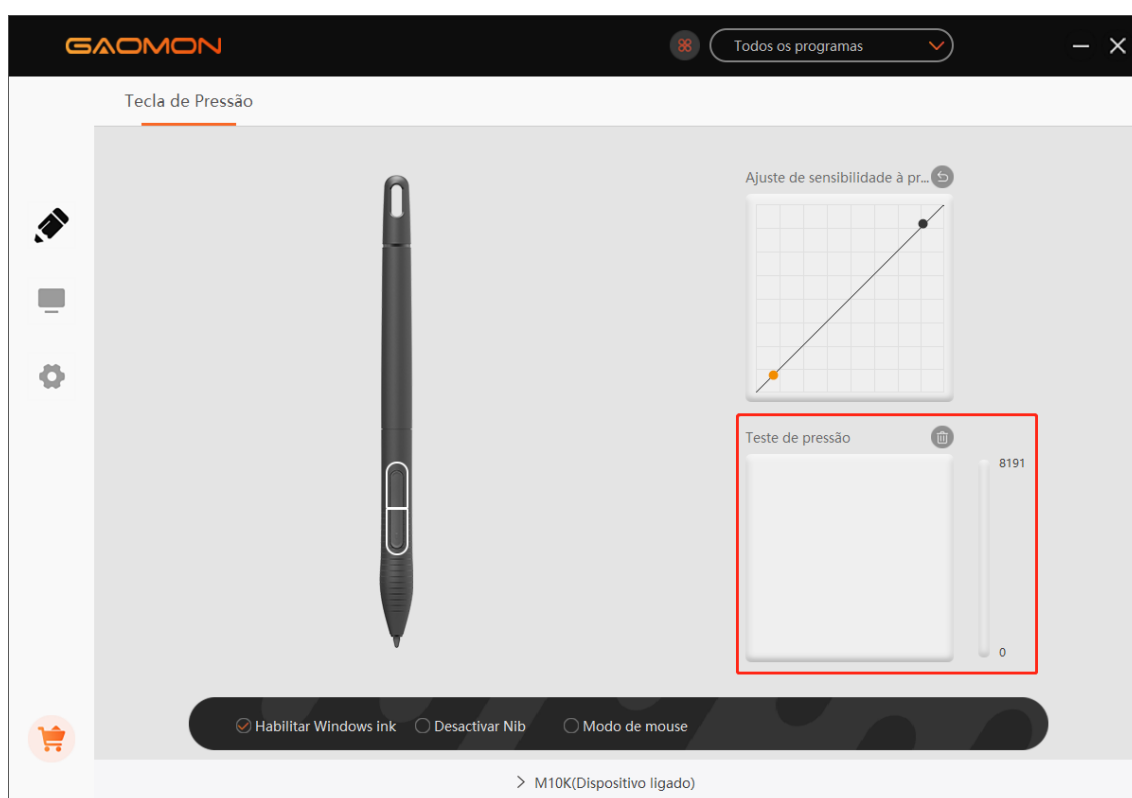 GAOMON
Todos os programas
Tecla de Pressão
Ajuste de sensibilidade à pr...
Teste de pressão
8191
0
Habilitar Windows ink
Desactivar Nib
Modo de mouse
M10K(Dispositivo ligado)